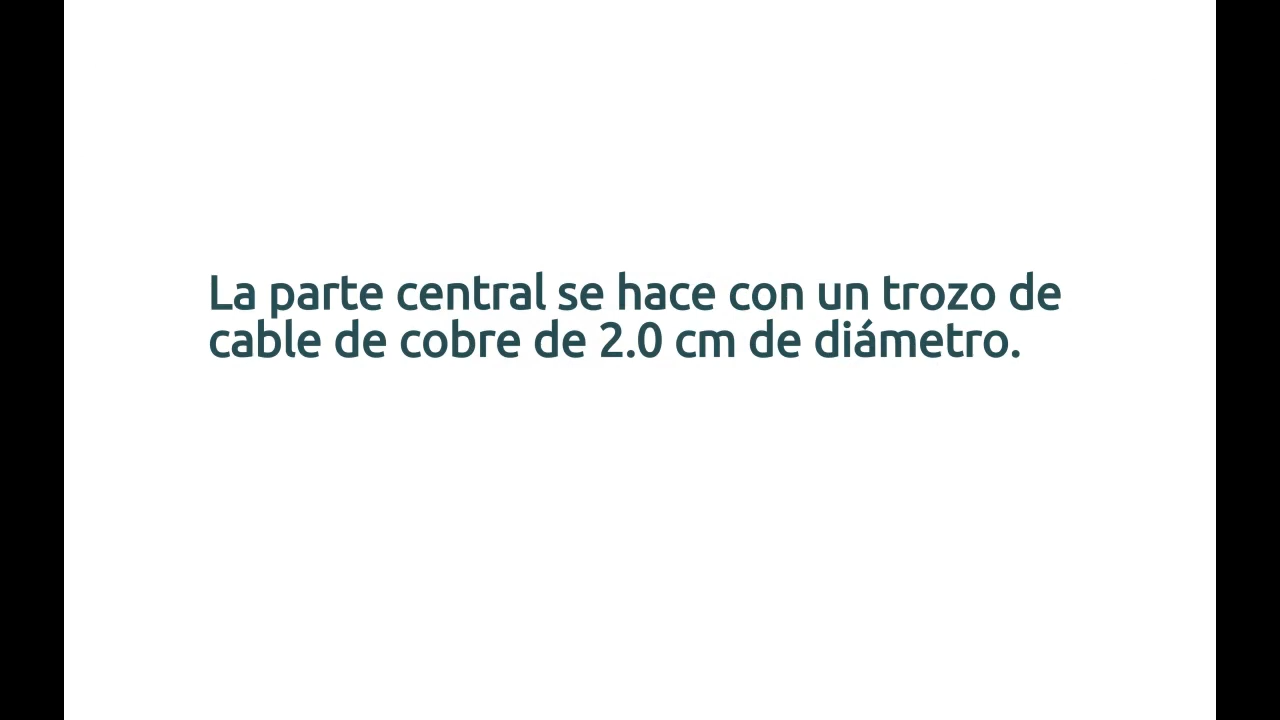 La parte central se hace con un trozo de
cable de cobre de 2.0 cm de diámetro.